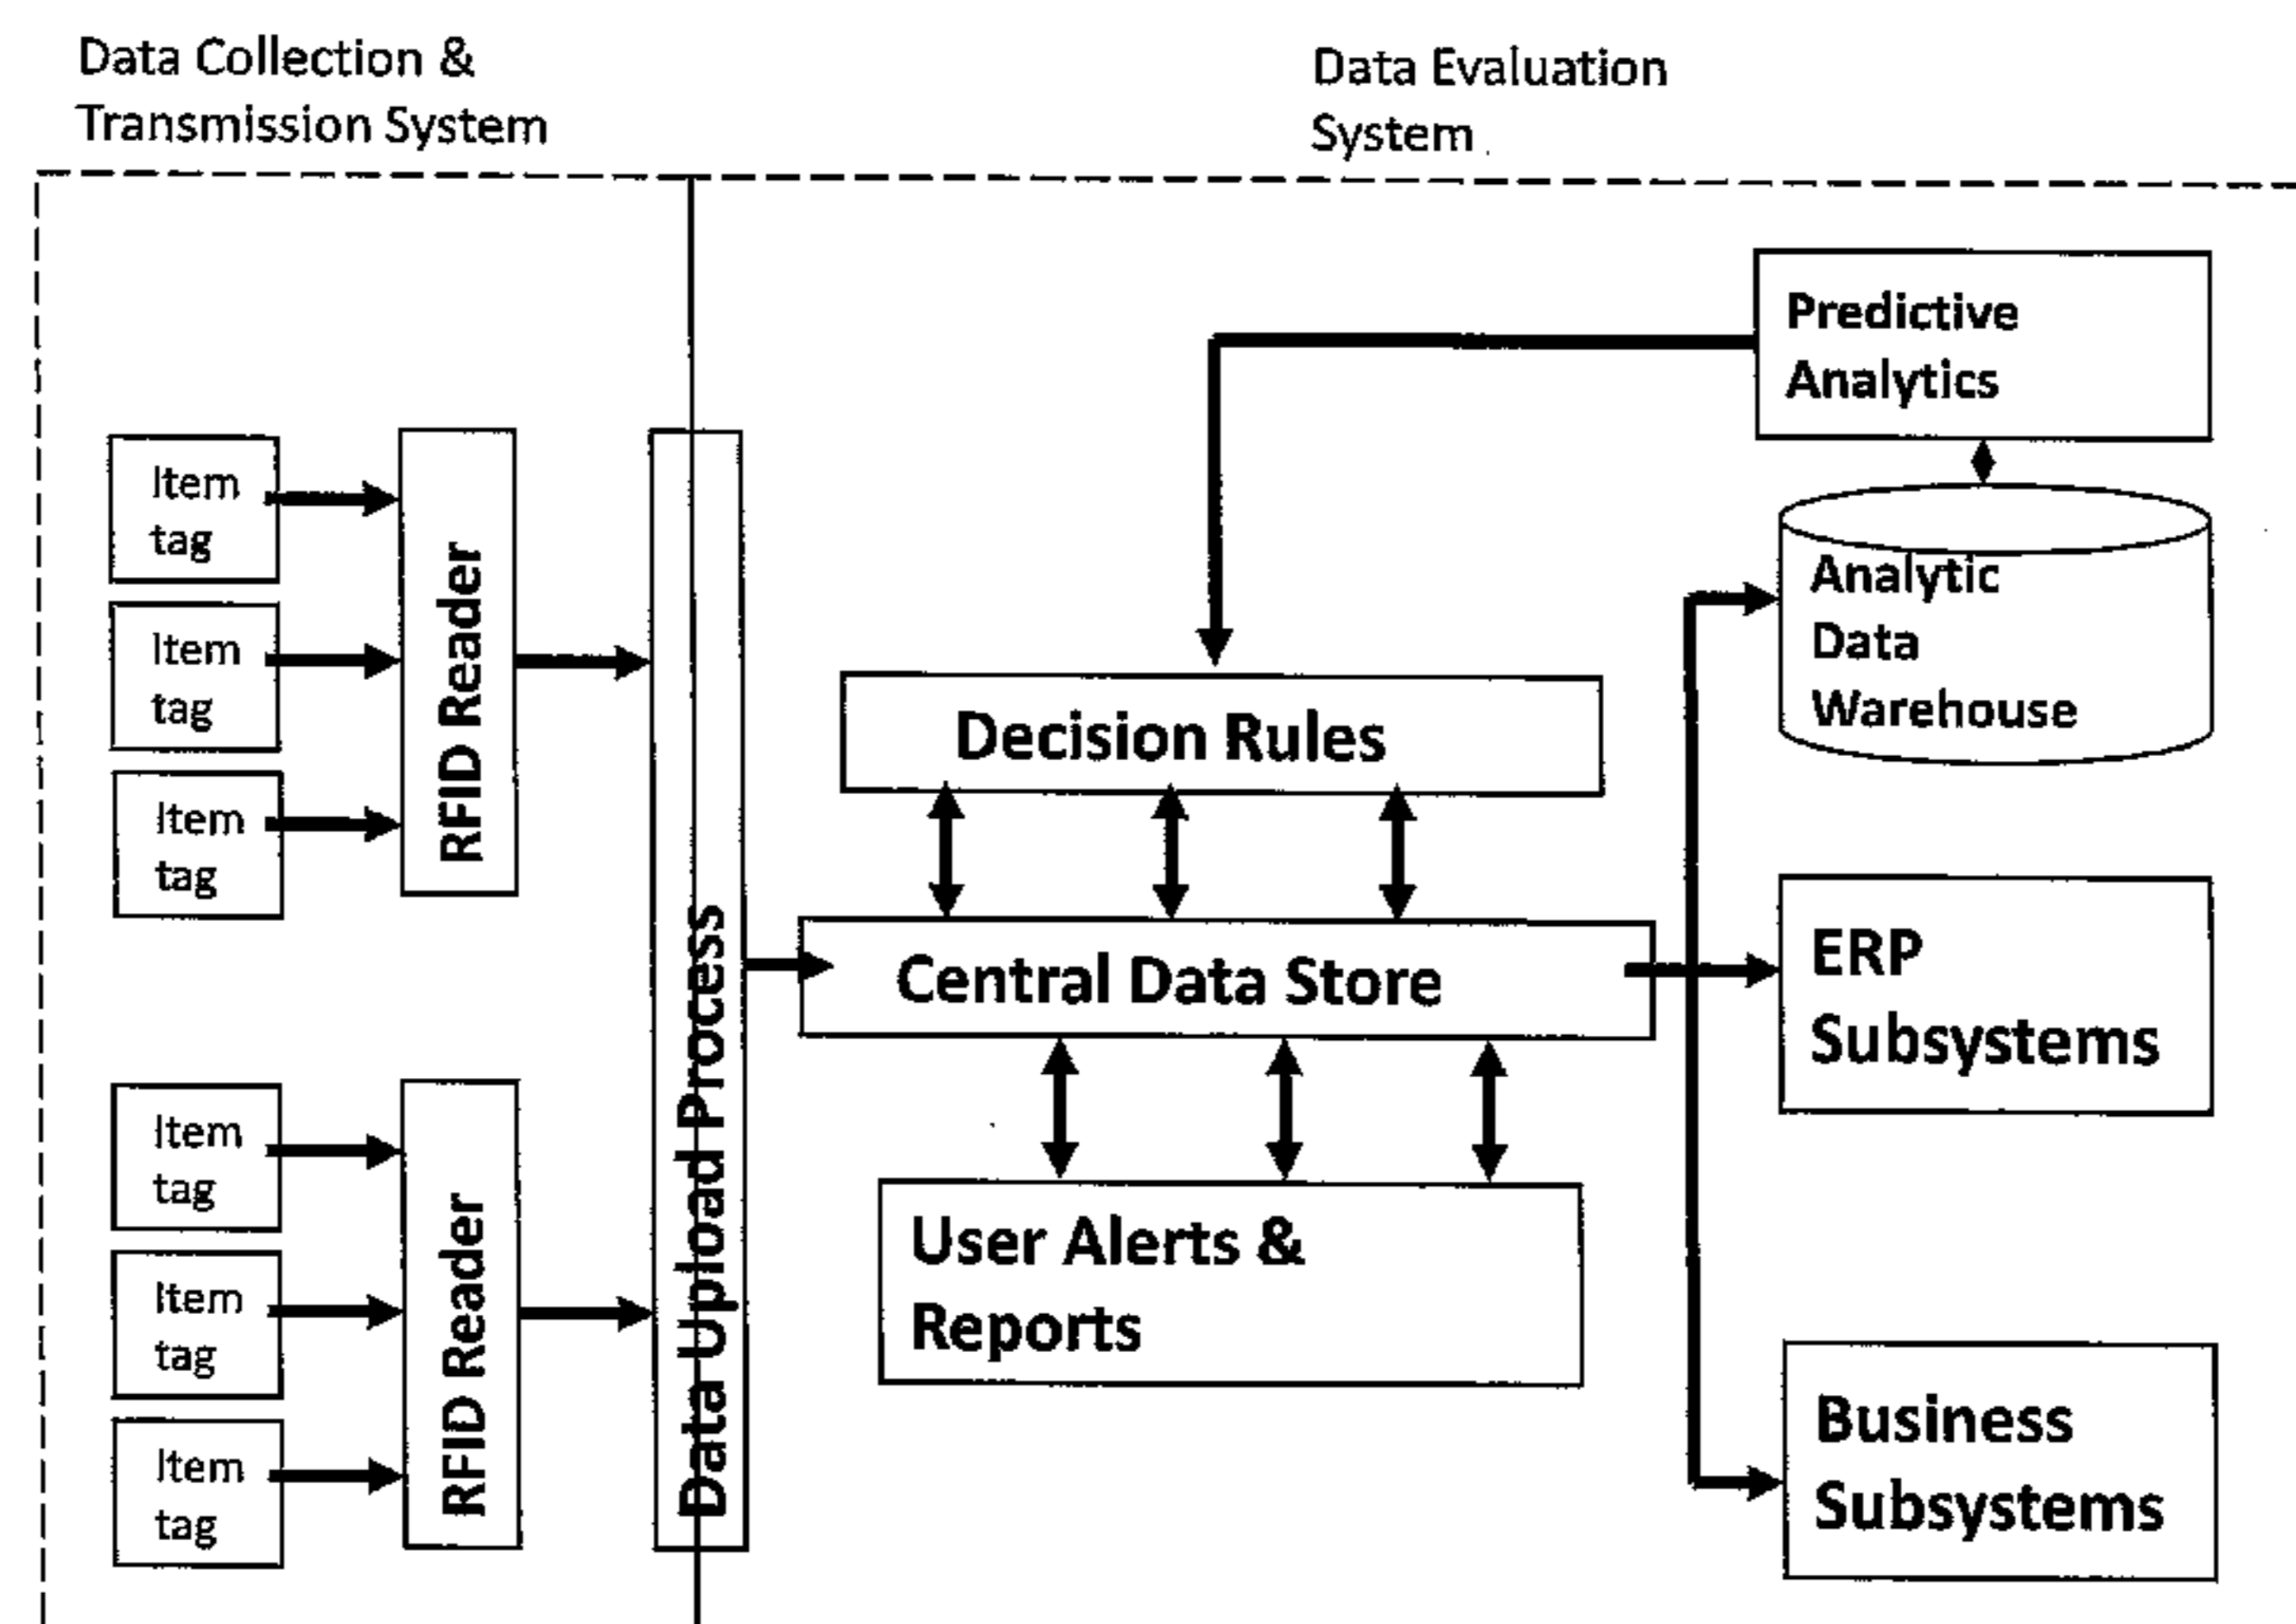 Data Collection &
Transmission System
Data Evaluation
System
Item
tag
Item
tag
Item
tag
RFID Reader
Item
tag
Item
tag
Item
tag
RFID Reader
Data Upload Process
Predictive
Analytics
Analytic
Data
Warehouse
Decision Rules
Central Data Store
User Alerts &
Reports
ERP
Subsystems
Business
Subsystems